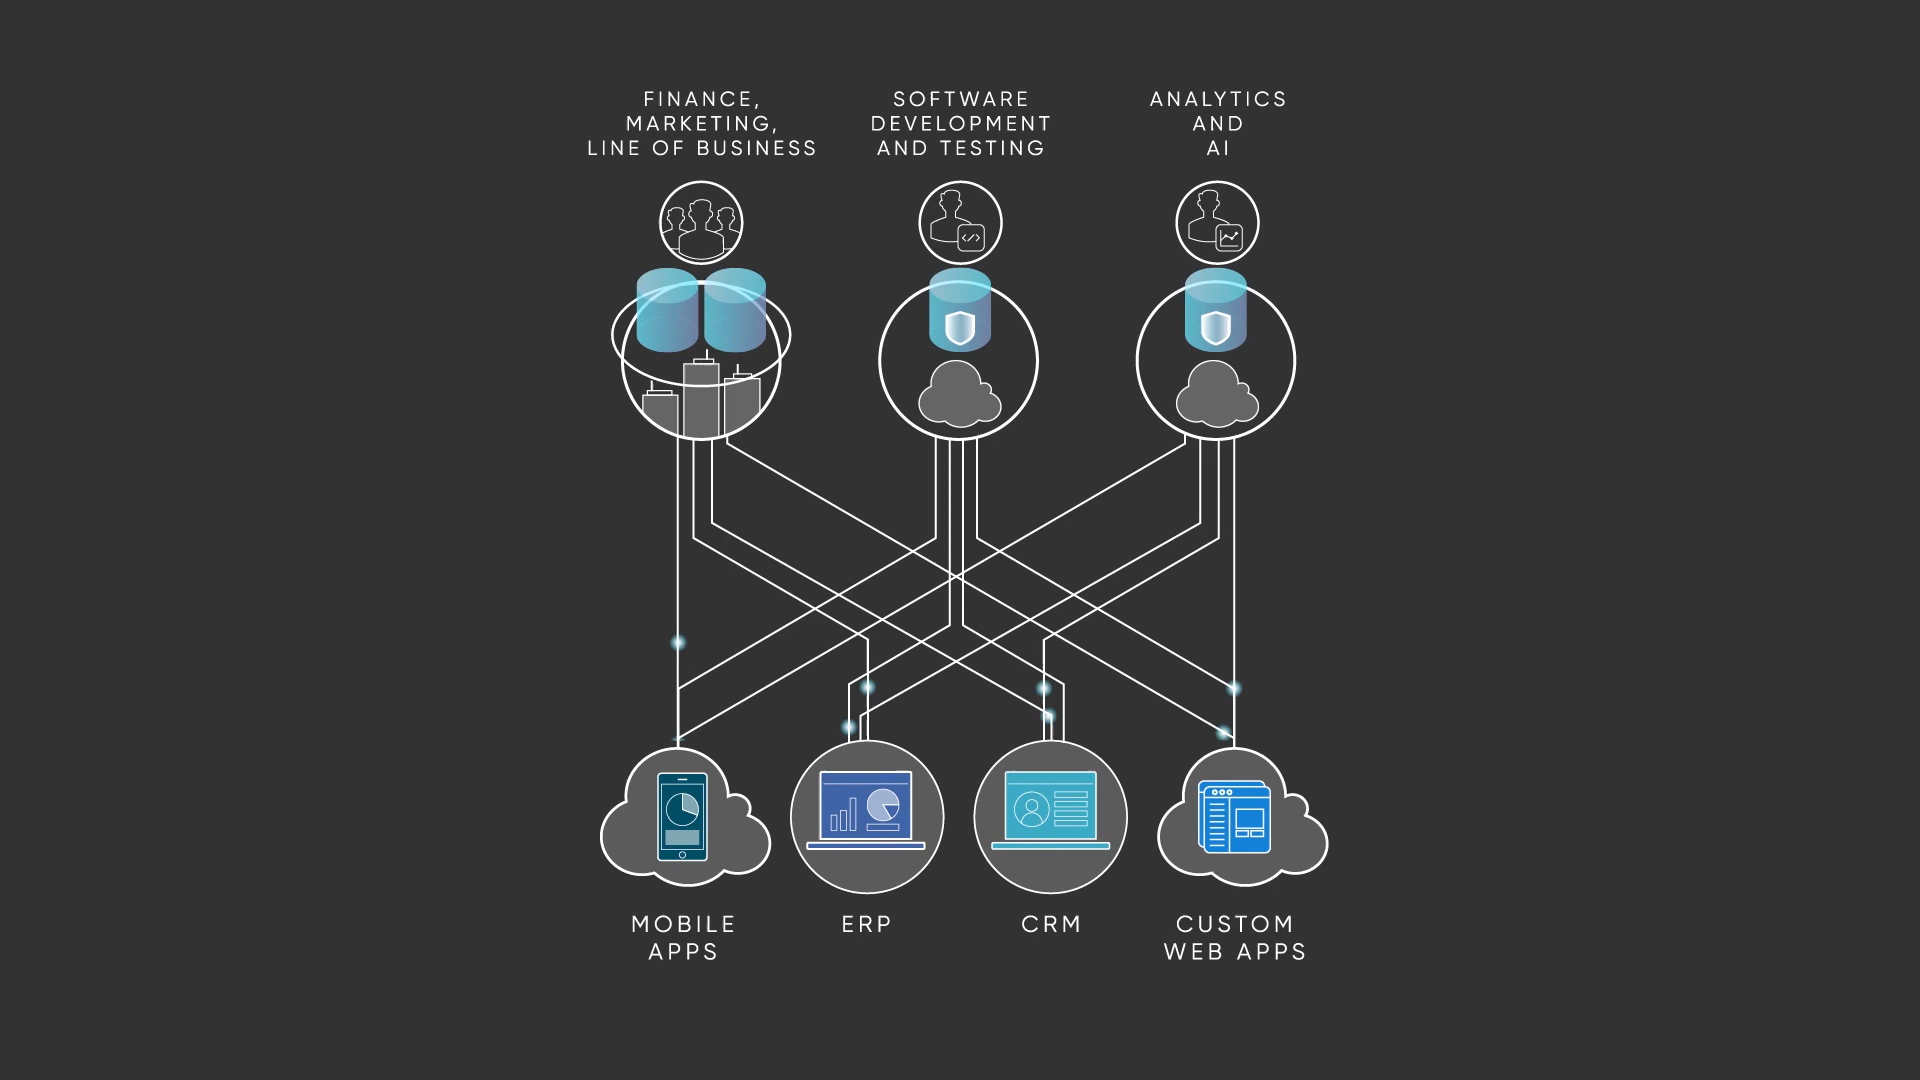 FINANCE,
MARKETING,
LINE OF BUSINESS
SOFTWARE
DEVELOPMENT
AND TESTING
ANALYTICS
AND
AI
</>
MOBILE
APPS
ERP
CRM
CUSTOM
WEB APPS